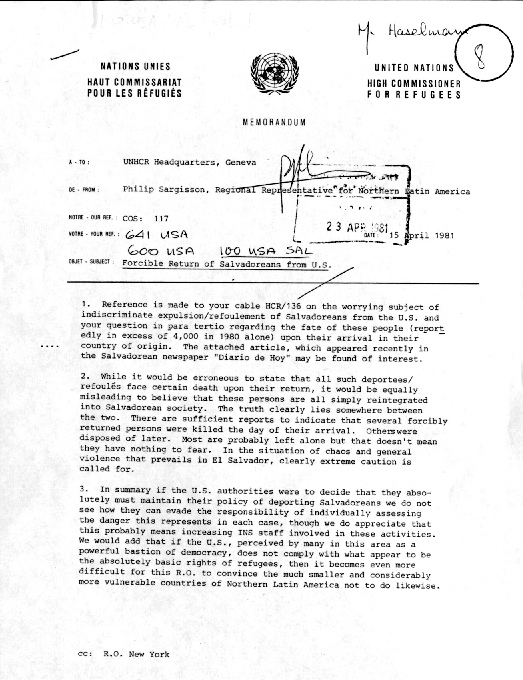 M. Haselman
8
NATIONS UNIES
HAUT COMMISSARIAT
POUR LES RÉFUGIÉS
UNITED NATIONS
HIGH COMMISSIONER
FOR REFUGEES
MEMORANDUM
A - TO : UNHCR Headquarters, Geneva
DE - FROM : Philip Sargisson, Regional Representative for Northern Latin America
NOTRE - OUR REF. : COS: 117
23 APR 1981
VOTRE - YOUR REF. : 641 USA
DATE : 15 April 1981
600 USA 100 USA SAL
OBJET - SUBJECT : Forcible Return of Salvadoreans from U.S.
1. Reference is made to your cable HCR/136 on the worrying subject of
indiscriminate expulsion/refoulement of Salvadoreans from the U.S. and
your question in para tertio regarding the fate of these people (report
edly in excess of 4,000 in 1980 alone) upon their arrival in their
.... country of origin. The attached article, which appeared recently in
the Salvadorean newspaper "Diario de Hoy" may be found of interest.
2. While it would be erroneous to state that all such deportees/
refoulés face certain death upon their return, it would be equally
misleading to believe that these persons are all simply reintegrated
into Salvadorean society. The truth clearly lies somewhere between
the two. There are sufficient reports to indicate that several forcibly
returned persons were killed the day of their arrival. Otherswere
disposed of later. Most are probably left alone but that doesn't mean
they have nothing to fear. In the situation of chaos and general
violence that prevails in El Salvador, clearly extreme caution is
called for.
3. In summary if the U.S. authorities were to decide that they abso-
lutely must maintain their policy of deporting Salvadoreans we do not
see how they can evade the responsibility of individually assessing
the danger this represents in each case, though we do appreciate that
this probably means increasing INS staff involved in these activities.
We would add that if the U.S., perceived by many in this area as a
powerful bastion of democracy, does not comply with what appear to be
the absolutely basic rights of refugees, then it becomes even more
difficult for this R.O. to convince the much smaller and considerably
more vulnerable countries of Northern Latin America not to do likewise.
cc: R.O. New York